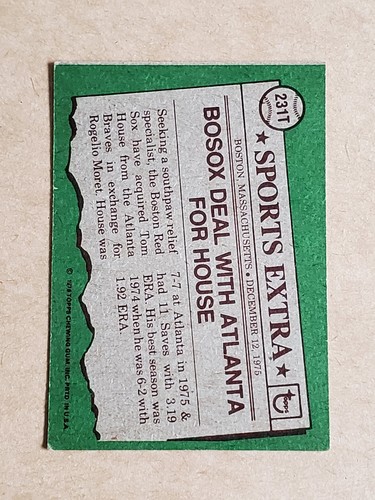 231T
★ SPORTS EXTRA ★
Topps
BOSTON MASSACHUSETTS • DECEMBER 12, 1975
BOSOX DEAL WITH ATLANTA
FOR HOUSE
Seeking a southpaw relief
specialist, the Boston Red
Sox have acquired Tom
House from the Atlanta
Braves in exchange for
Rogelio Moret. House was
7-7 at Atlanta in 1975 &
had 11 Saves with 3.19
ERA. His best season was
1974 when he was 6-2 with
1.92 ERA.
© 1976 TOPPS CHEWING GUM, INC. PRTD. IN U.S.A.